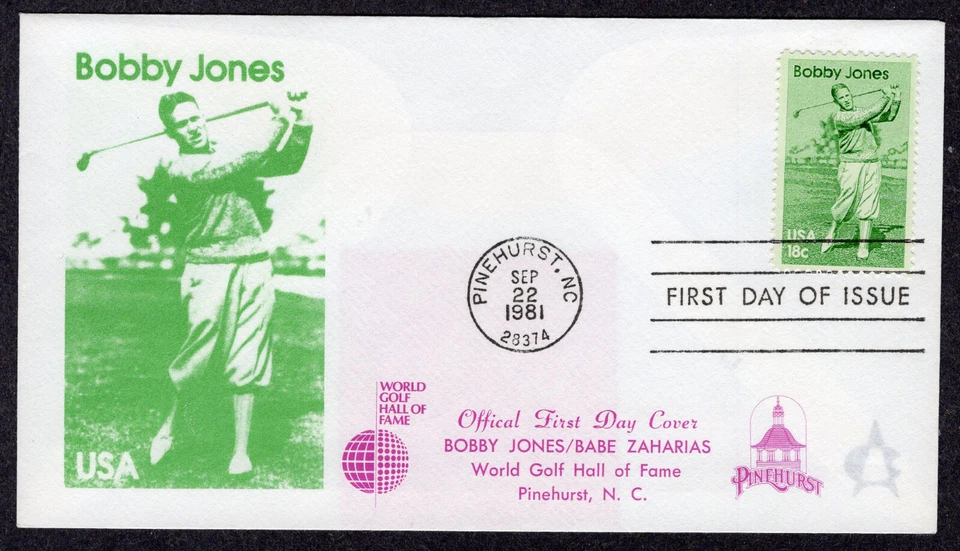 Bobby Jones
USA
Bobby Jones
USA
18c
PINEHURST, NC
SEP
22
1981
28374
FIRST DAY OF ISSUE
WORLD
GOLF
HALL OF
FAME
Offical First Day Cover
BOBBY JONES/BABE ZAHARIAS
World Golf Hall of Fame
Pinehurst, N. C.
PINEHURST